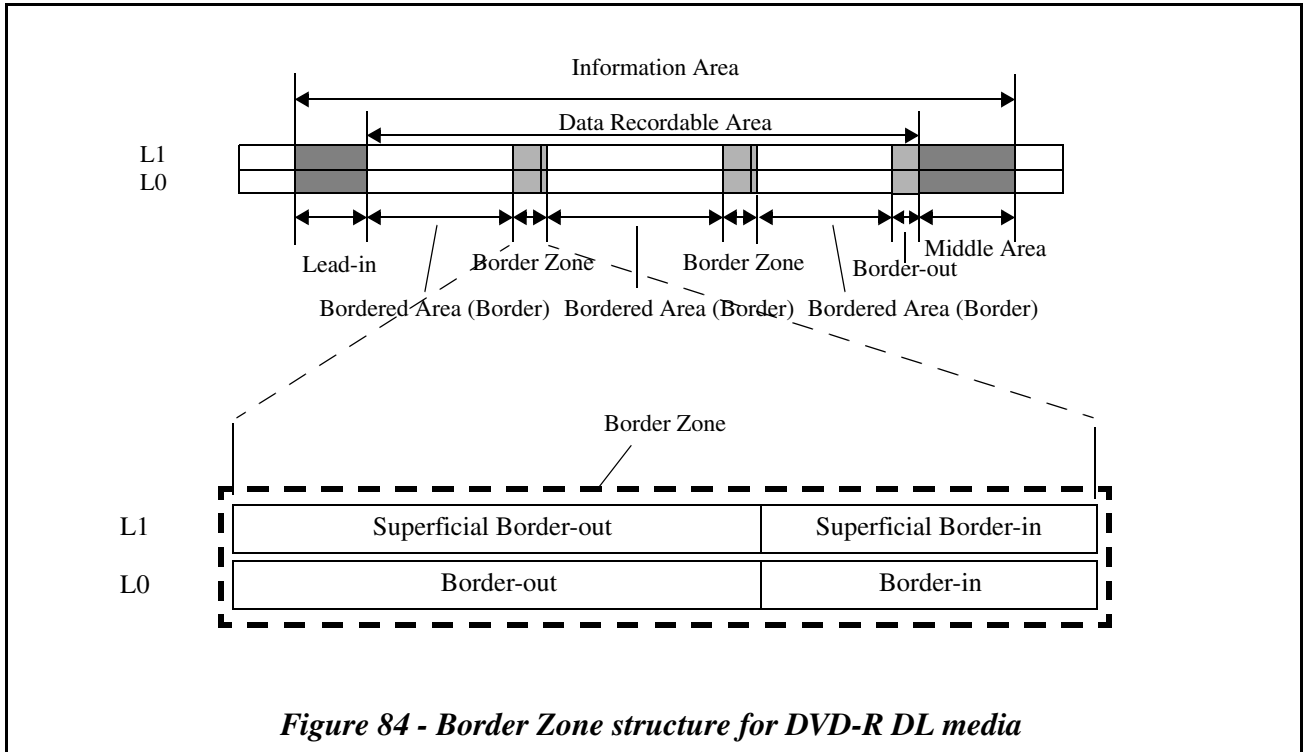 Information Area
Data Recordable Area
L1
L0
Lead-in
Border Zone
Border Zone
Border-out
Middle Area
Bordered Area (Border)
Bordered Area (Border)
Bordered Area (Border)
Border Zone
L1
Superficial Border-out
Superficial Border-in
L0
Border-out
Border-in
Figure 84 - Border Zone structure for DVD-R DL media